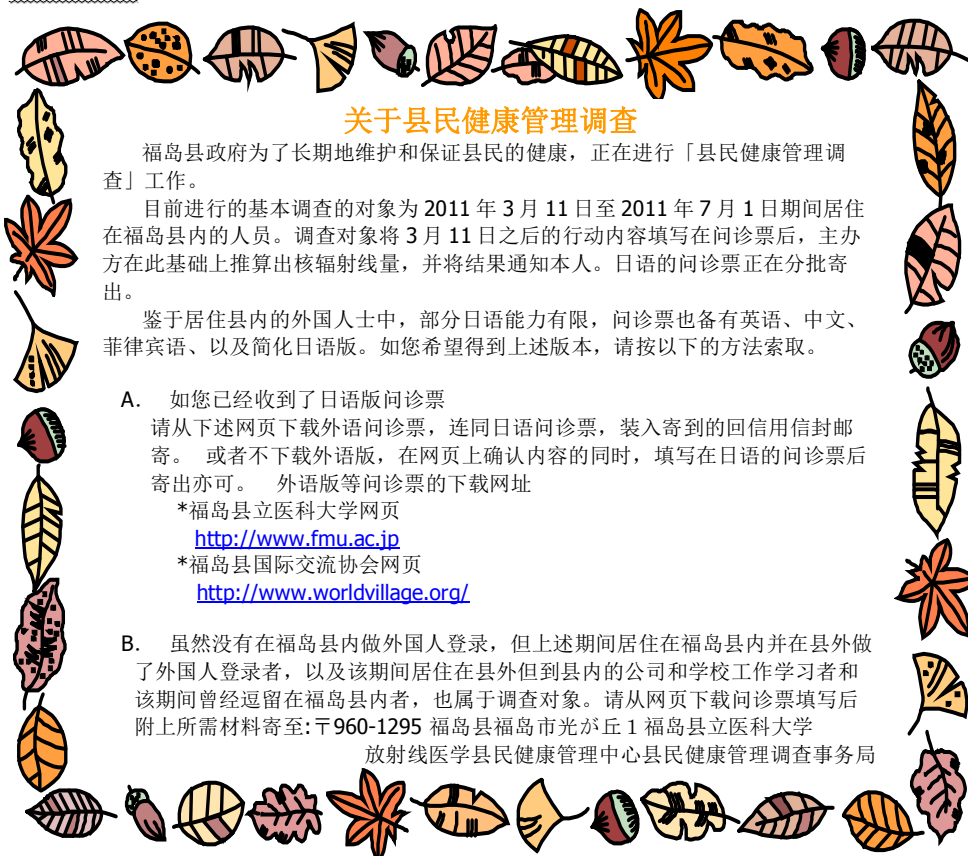 关于县民健康管理调查
福岛县政府为了长期地维护和保证县民的健康，正在进行「县民健康管理调
查」工作。
目前进行的基本调查的对象为 2011 年 3 月 11 日至 2011 年 7 月 1 日期间居住
在福岛县内的人员。调查对象将 3 月 11 日之后的行动内容填写在问诊票后，主办
方在此基础上推算出核辐射线量，并将结果通知本人。日语的问诊票正在分批寄
出。
鉴于居住县内的外国人士中，部分日语能力有限，问诊票也备有英语、中文、
菲律宾语、以及简化日语版。如您希望得到上述版本，请按以下的方法索取。
A. 如您已经收到了日语版问诊票
请从下述网页下载外语问诊票，连同日语问诊票，装入寄到的回信用信封邮
寄。 或者不下载外语版，在网页上确认内容的同时，填写在日语的问诊票后
寄出亦可。 外语版等问诊票的下载网址
*福岛县立医科大学网页
http://www.fmu.ac.jp
*福岛县国际交流协会网页
http://www.worldvillage.org/
B. 虽然没有在福岛县内做外国人登录，但上述期间居住在福岛县内并在县外做
了外国人登录者，以及该期间居住在县外但到县内的公司和学校工作学习者和
该期间曾经逗留在福岛县内者，也属于调查对象。请从网页下载问诊票填写后
附上所需材料寄至:〒960-1295 福岛县福岛市光が丘１福岛县立医科大学
放射线医学县民健康管理中心县民健康管理调查事务局